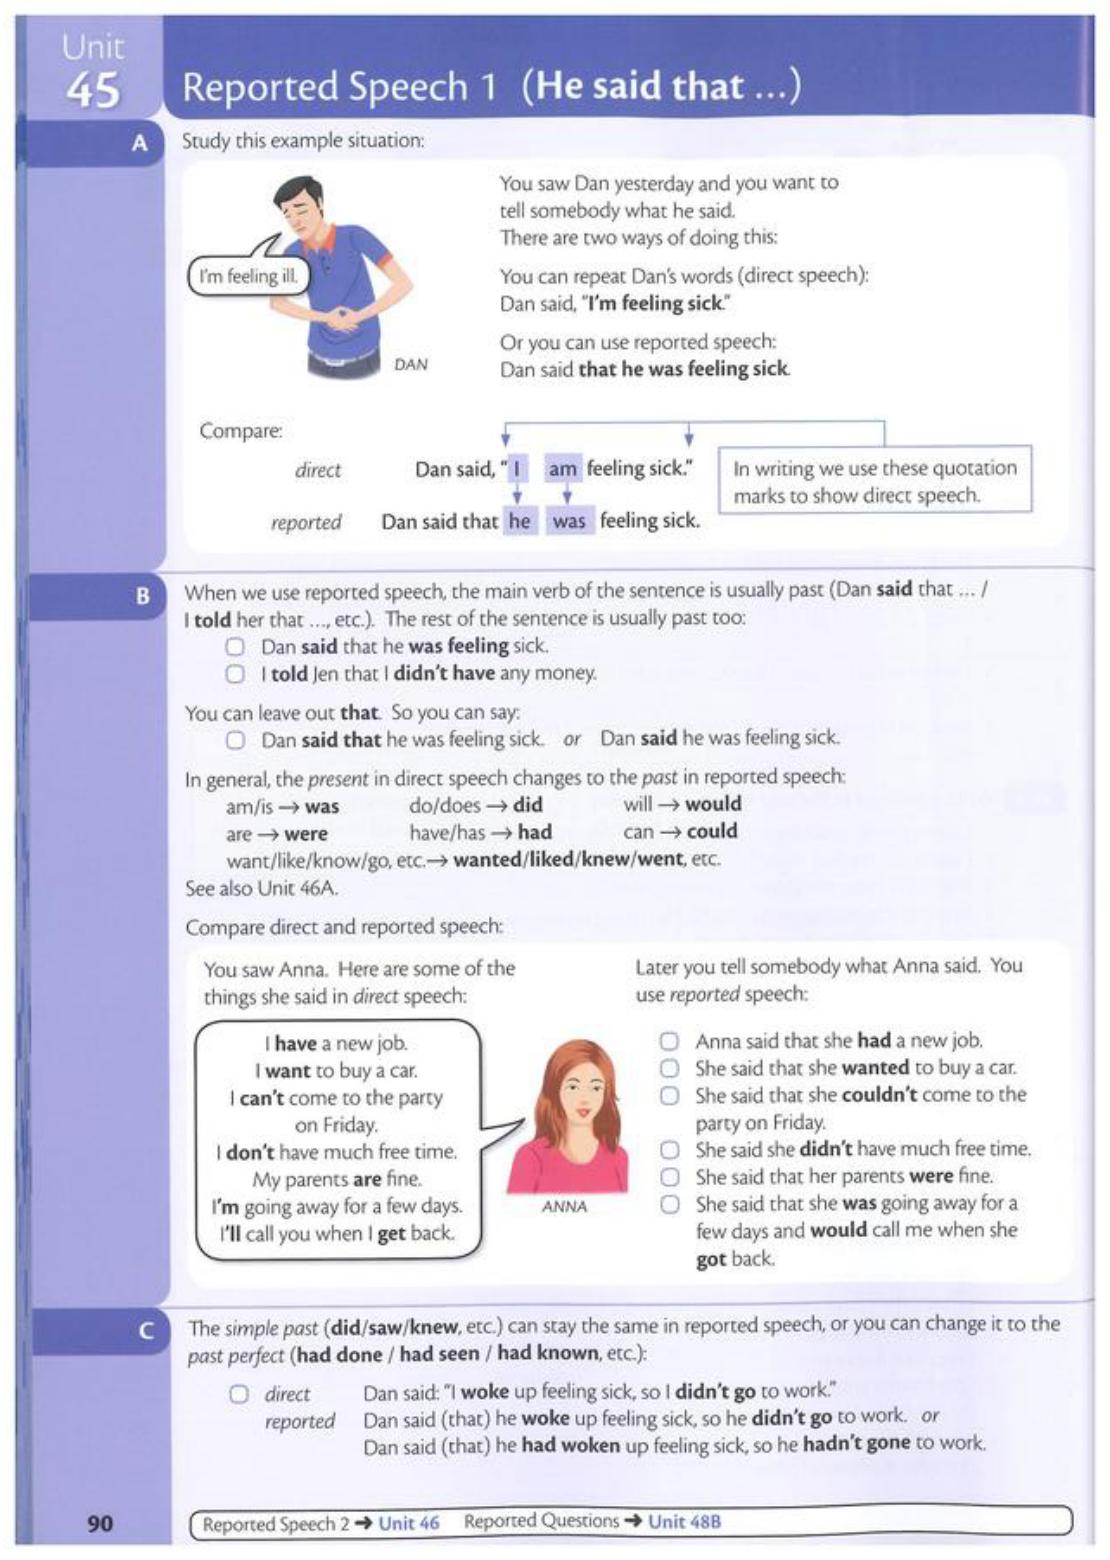 Unit
45
Reported Speech 1 (He said that ...)
A
Study this example situation:
I'm feeling ill.
DAN
You saw Dan yesterday and you want to
tell somebody what he said.
There are two ways of doing this:
You can repeat Dan's words (direct speech):
Dan said, "I'm feeling sick."
Or you can use reported speech:
Dan said that he was feeling sick.
Compare:
direct Dan said, "I am feeling sick."
In writing we use these quotation
marks to show direct speech.
reported Dan said that he was feeling sick.
B
When we use reported speech, the main verb of the sentence is usually past (Dan said that ... /
I told her that ..., etc.). The rest of the sentence is usually past too:
Dan said that he was feeling sick.
I told Jen that I didn't have any money.
You can leave out that. So you can say:
Dan said that he was feeling sick. or Dan said he was feeling sick.
In general, the present in direct speech changes to the past in reported speech:
am/is → was do/does → did will → would
are → were have/has → had can → could
want/like/know/go, etc.→ wanted/liked/knew/went, etc.
See also Unit 46A.
Compare direct and reported speech:
You saw Anna. Here are some of the
things she said in direct speech:
I have a new job.
I want to buy a car.
I can't come to the party
on Friday.
I don't have much free time.
My parents are fine.
I'm going away for a few days.
I'll call you when I get back.
ANNA
Later you tell somebody what Anna said. You
use reported speech:
Anna said that she had a new job.
She said that she wanted to buy a car.
She said that she couldn't come to the
party on Friday.
She said she didn't have much free time.
She said that her parents were fine.
She said that she was going away for a
few days and would call me when she
got back.
C
The simple past (did/saw/knew, etc.) can stay the same in reported speech, or you can change it to the
past perfect (had done / had seen / had known, etc.):
direct Dan said: "I woke up feeling sick, so I didn't go to work."
reported Dan said (that) he woke up feeling sick, so he didn't go to work. or
Dan said (that) he had woken up feeling sick, so he hadn't gone to work.
90
Reported Speech 2 → Unit 46 Reported Questions → Unit 48B